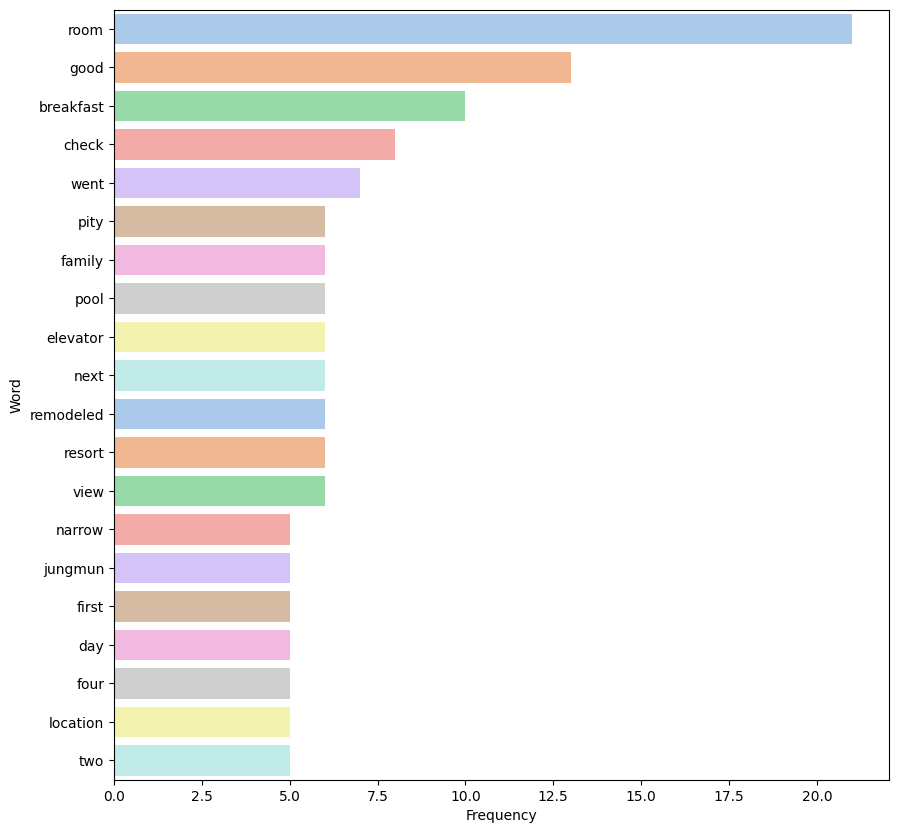 room
good
breakfast
check
went
pity
family
pool
elevator
next
remodeled
resort
view
narrow
jungmun
first
day
four
location
two
Word
0.0 2.5 5.0 7.5 10.0 12.5 15.0 17.5 20.0
Frequency